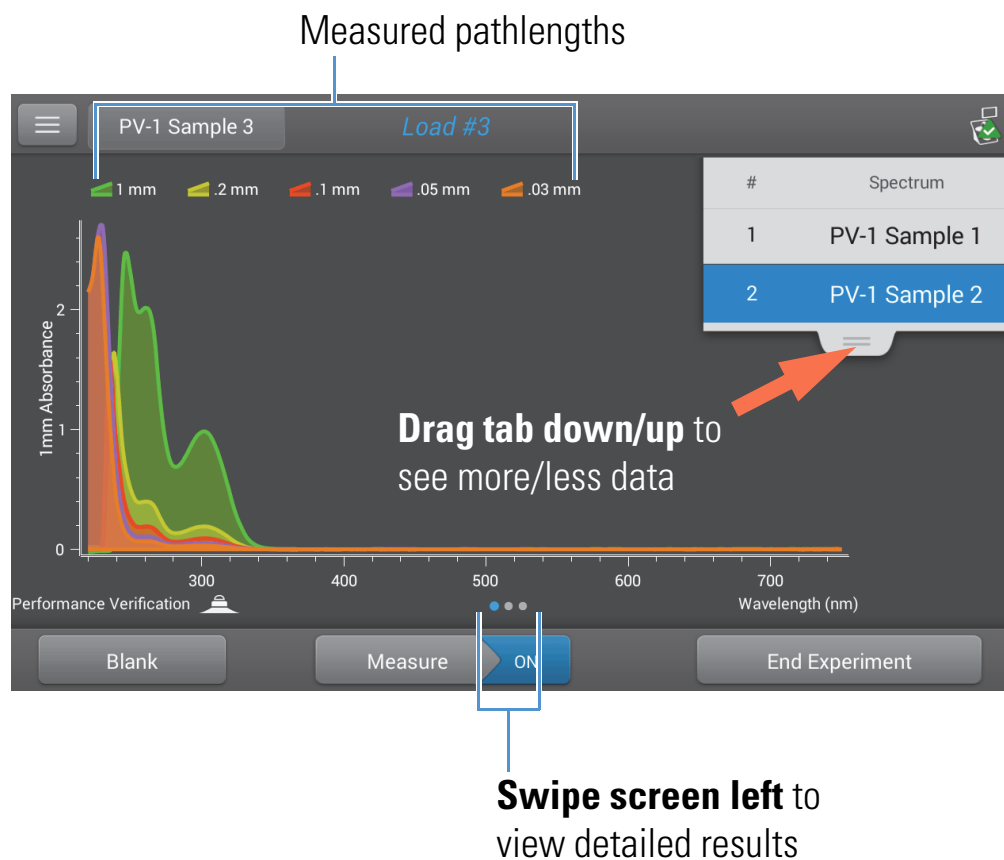 Measured pathlengths
PV-1 Sample 3
Load #3
1 mm
.2 mm
.1 mm
.05 mm
.03 mm
# Spectrum
1 PV-1 Sample 1
2 PV-1 Sample 2
2
1
0
1mm Absorbance
Drag tab down/up to
see more/less data
300 400 500 600 700
Performance Verification
Wavelength (nm)
Blank
Measure
ON
End Experiment
Swipe screen left to
view detailed results